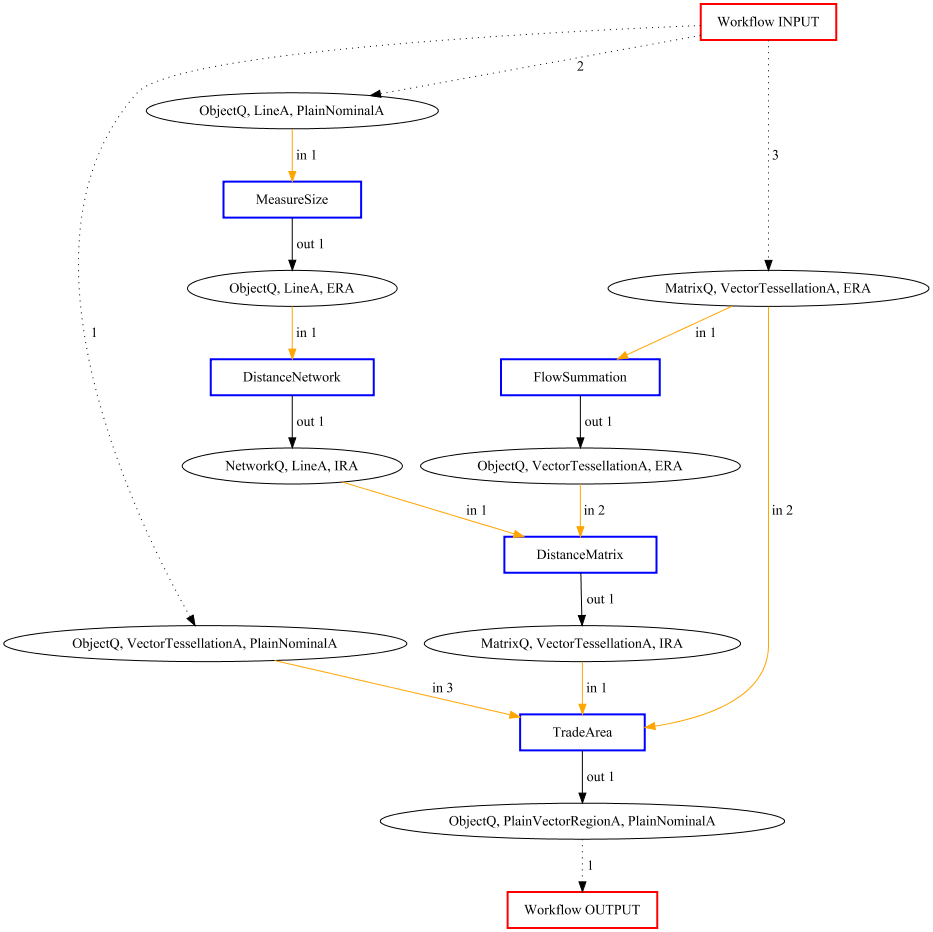 Workflow INPUT
2
ObjectQ, LineA, PlainNominalA
in 1
3
MeasureSize
out 1
ObjectQ, LineA, ERA
MatrixQ, VectorTessellationA, ERA
1
in 1
in 1
DistanceNetwork
FlowSummation
out 1
out 1
NetworkQ, LineA, IRA
ObjectQ, VectorTessellationA, ERA
in 1
in 2
in 2
DistanceMatrix
out 1
ObjectQ, VectorTessellationA, PlainNominalA
MatrixQ, VectorTessellationA, IRA
in 3
in 1
TradeArea
out 1
ObjectQ, PlainVectorRegionA, PlainNominalA
1
Workflow OUTPUT